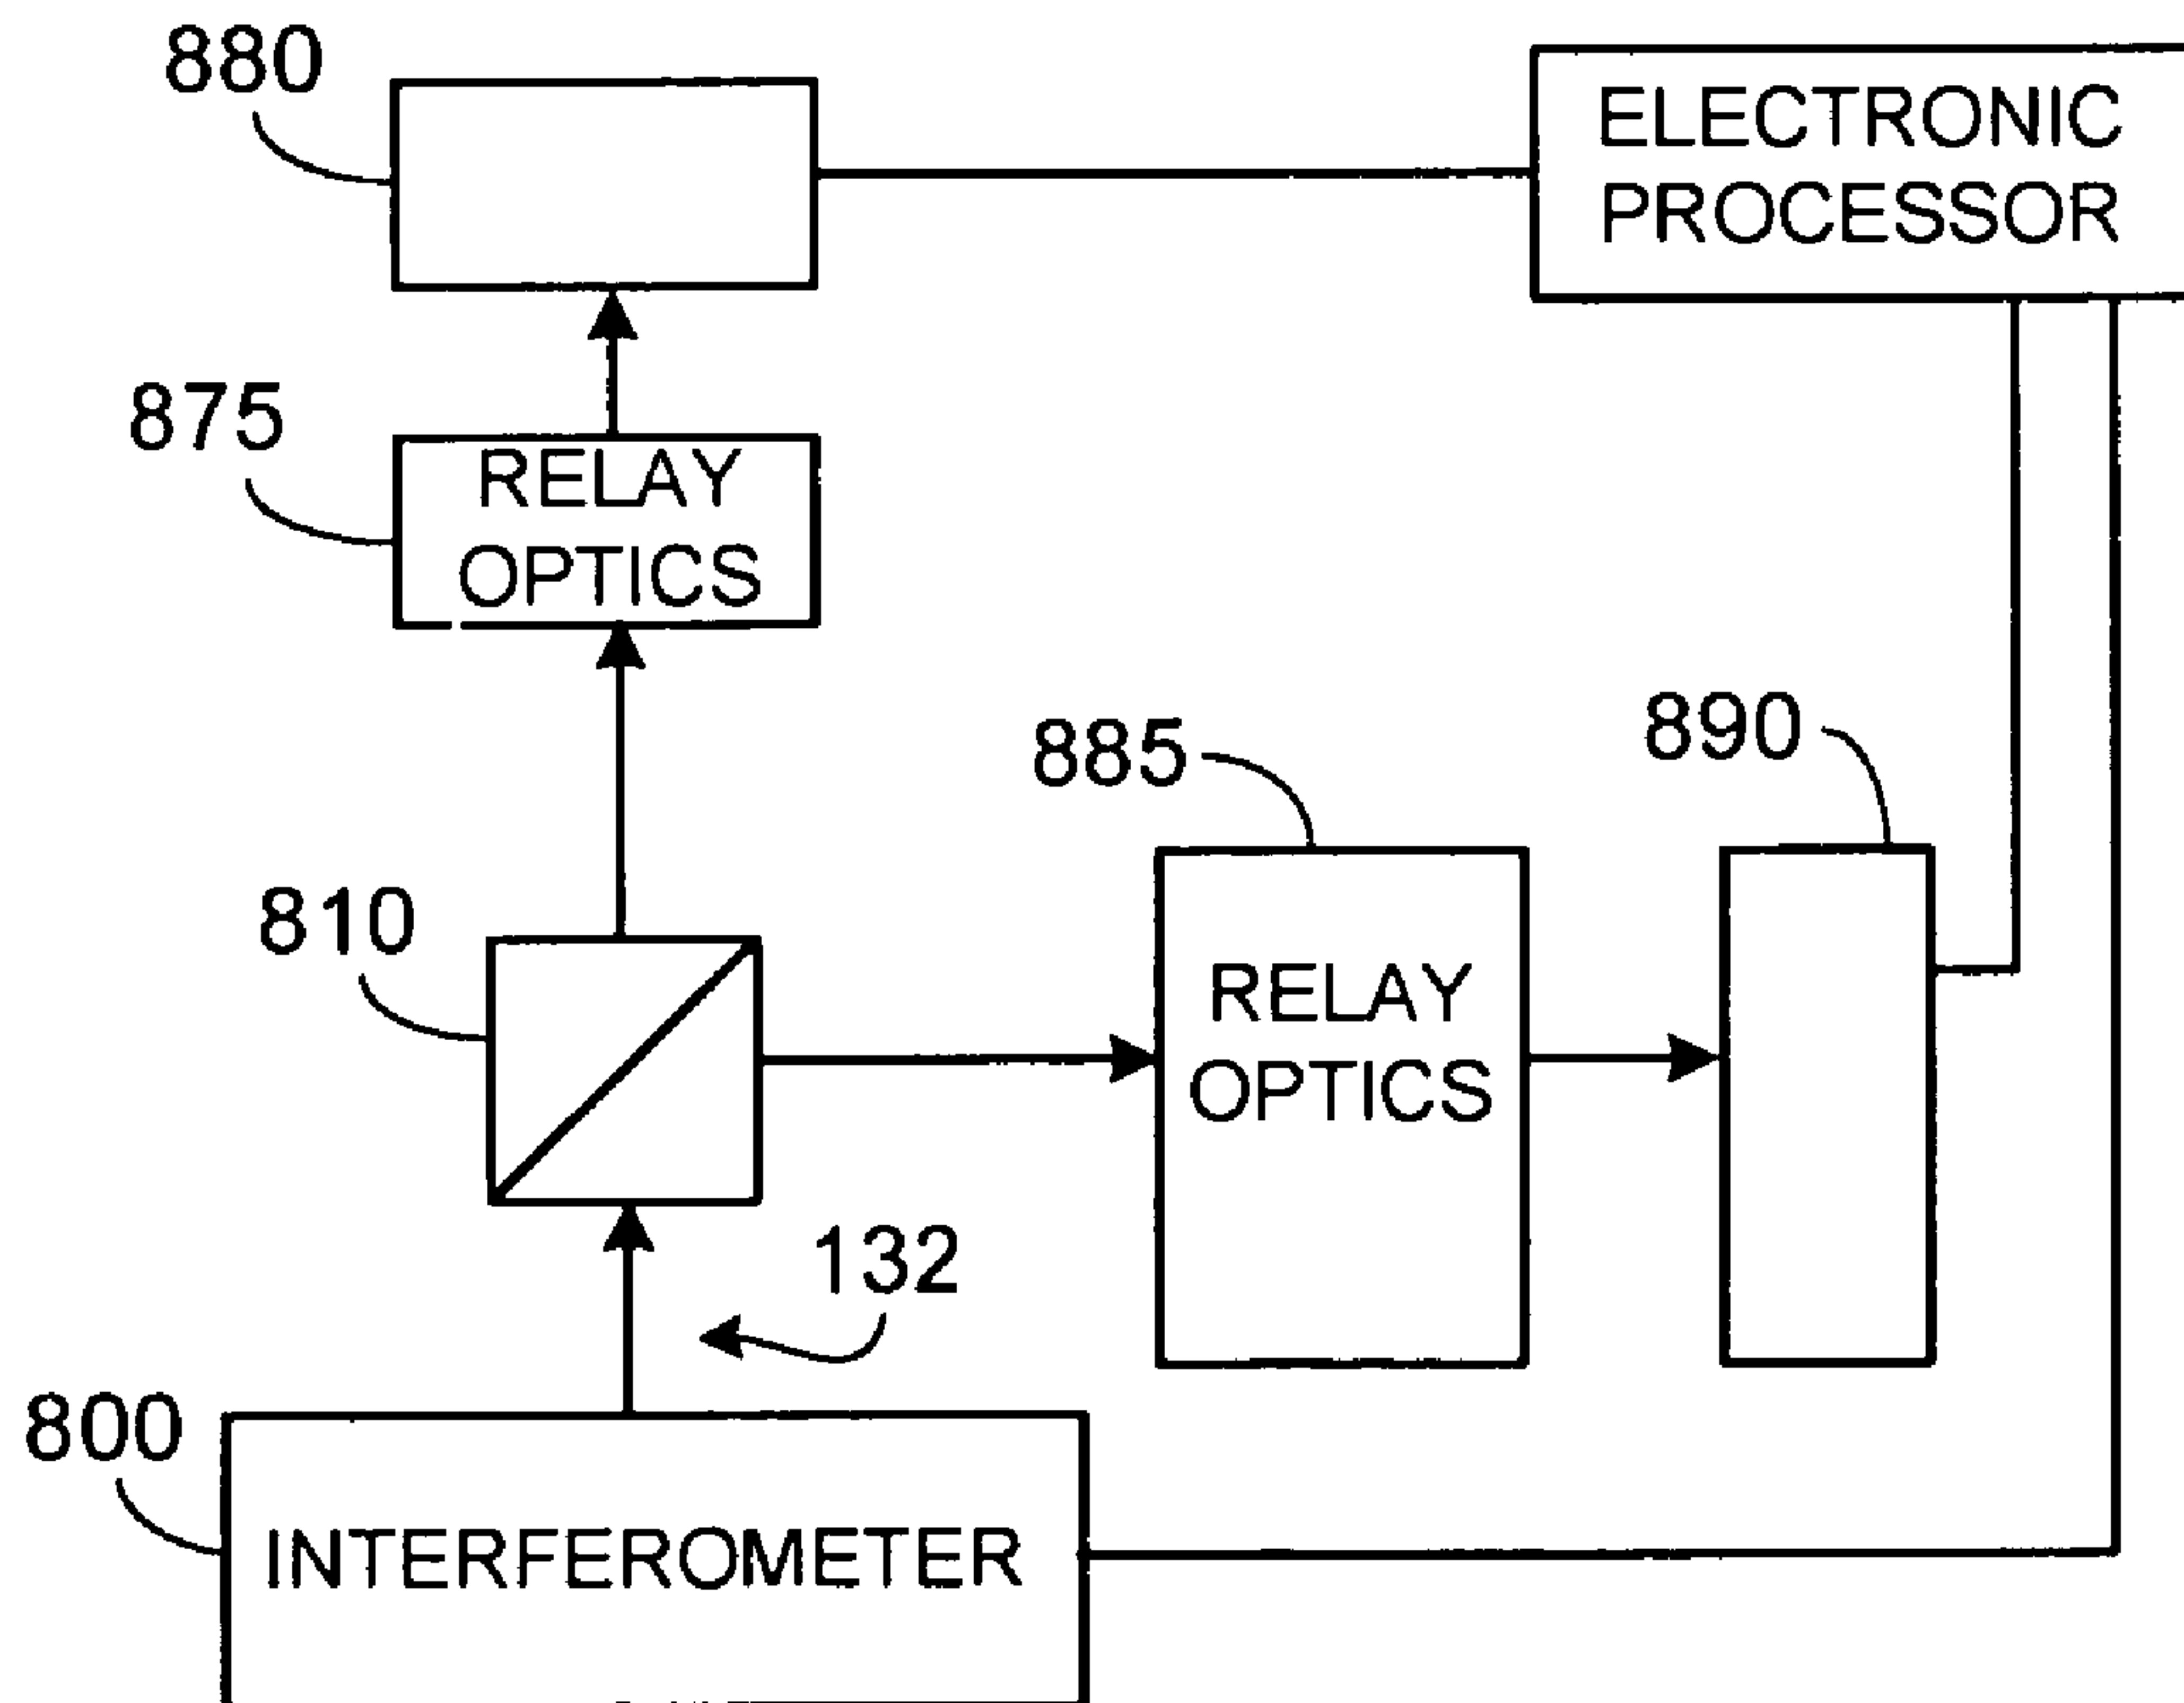 880
ELECTRONIC
PROCESSOR
875
RELAY
OPTICS
885
890
810
RELAY
OPTICS
132
800
INTERFEROMETER